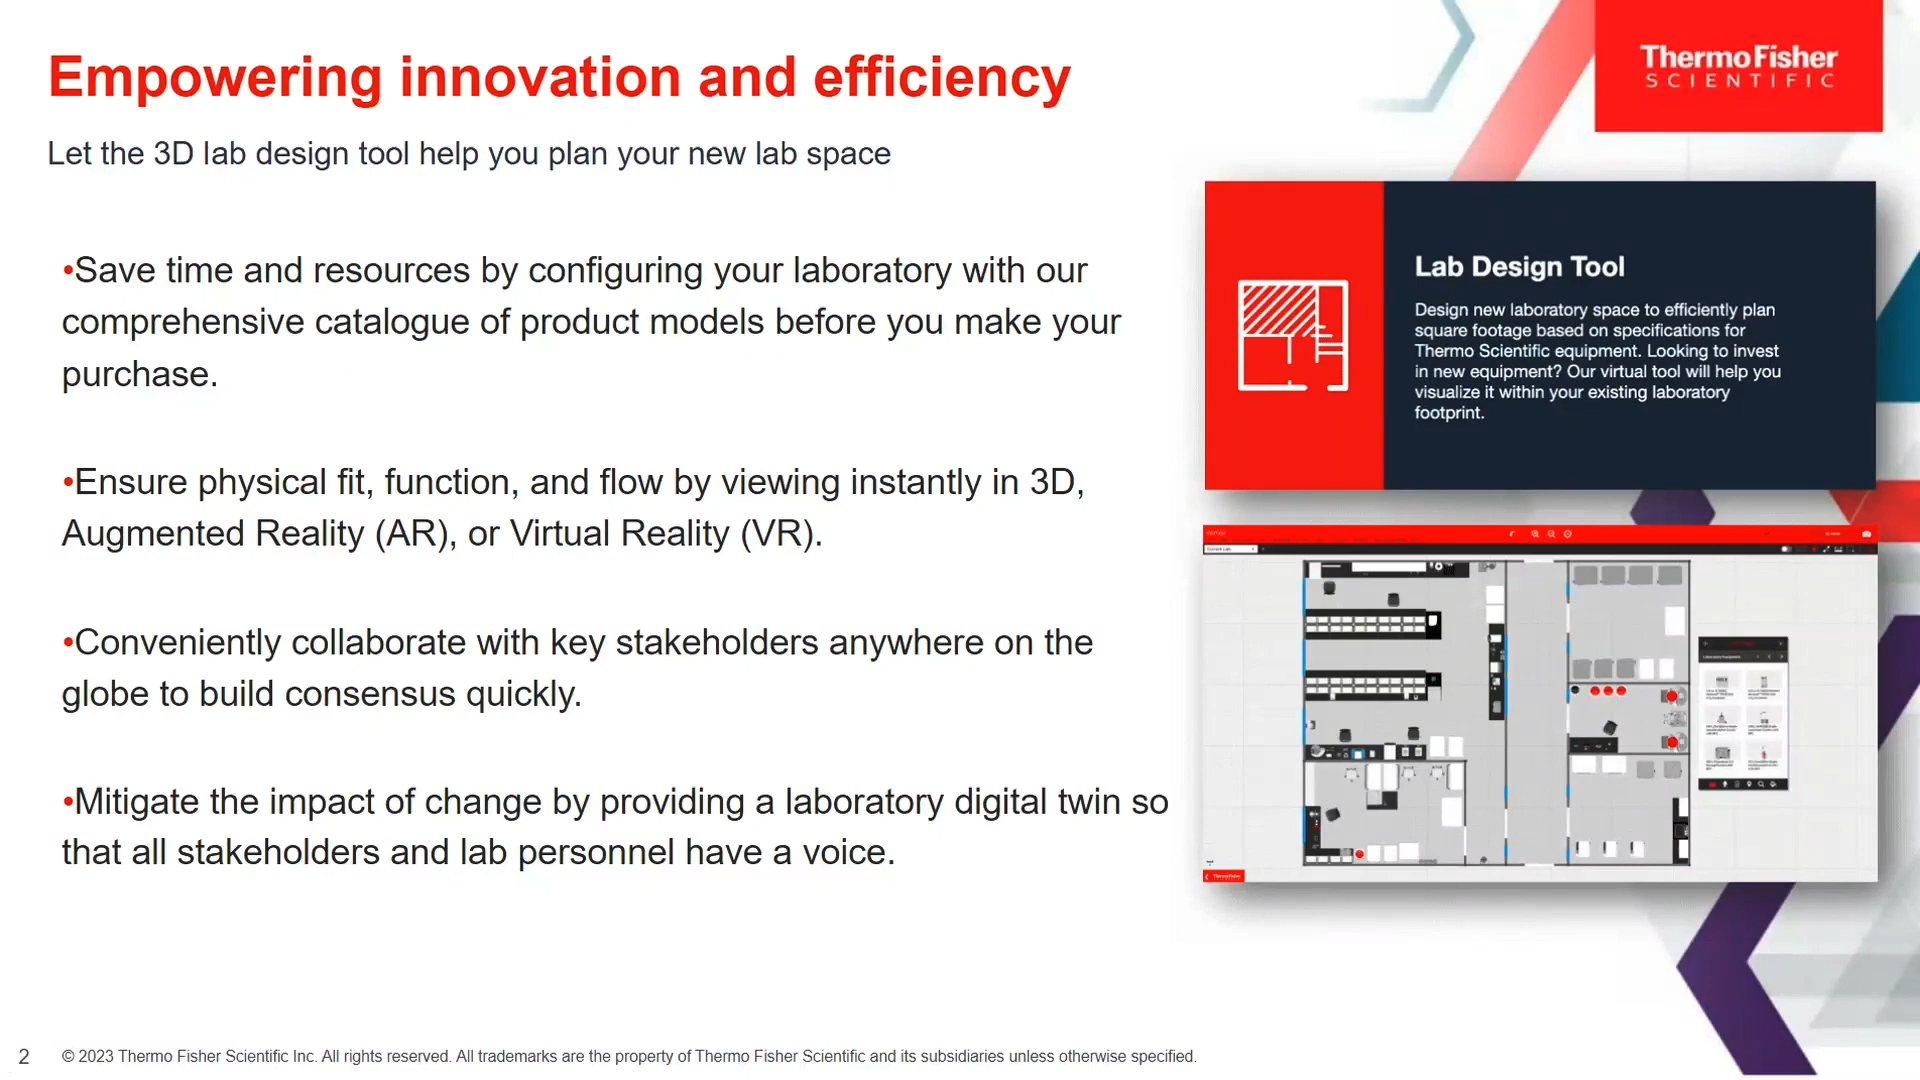 Empowering innovation and efficiency
Let the 3D lab design tool help you plan your new lab space
ThermoFisher
SCIENTIFIC
•Save time and resources by configuring your laboratory with our
comprehensive catalogue of product models before you make your
purchase.
•Ensure physical fit, function, and flow by viewing instantly in 3D,
Augmented Reality (AR), or Virtual Reality (VR).
•Conveniently collaborate with key stakeholders anywhere on the
globe to build consensus quickly.
•Mitigate the impact of change by providing a laboratory digital twin so
that all stakeholders and lab personnel have a voice.
Lab Design Tool
Design new laboratory space to efficiently plan
square footage based on specifications for
Thermo Scientific equipment. Looking to invest
in new equipment? Our virtual tool will help you
visualize it within your existing laboratory
footprint.
Current Lab
2
© 2023 Thermo Fisher Scientific Inc. All rights reserved. All trademarks are the property of Thermo Fisher Scientific and its subsidiaries unless otherwise specified.